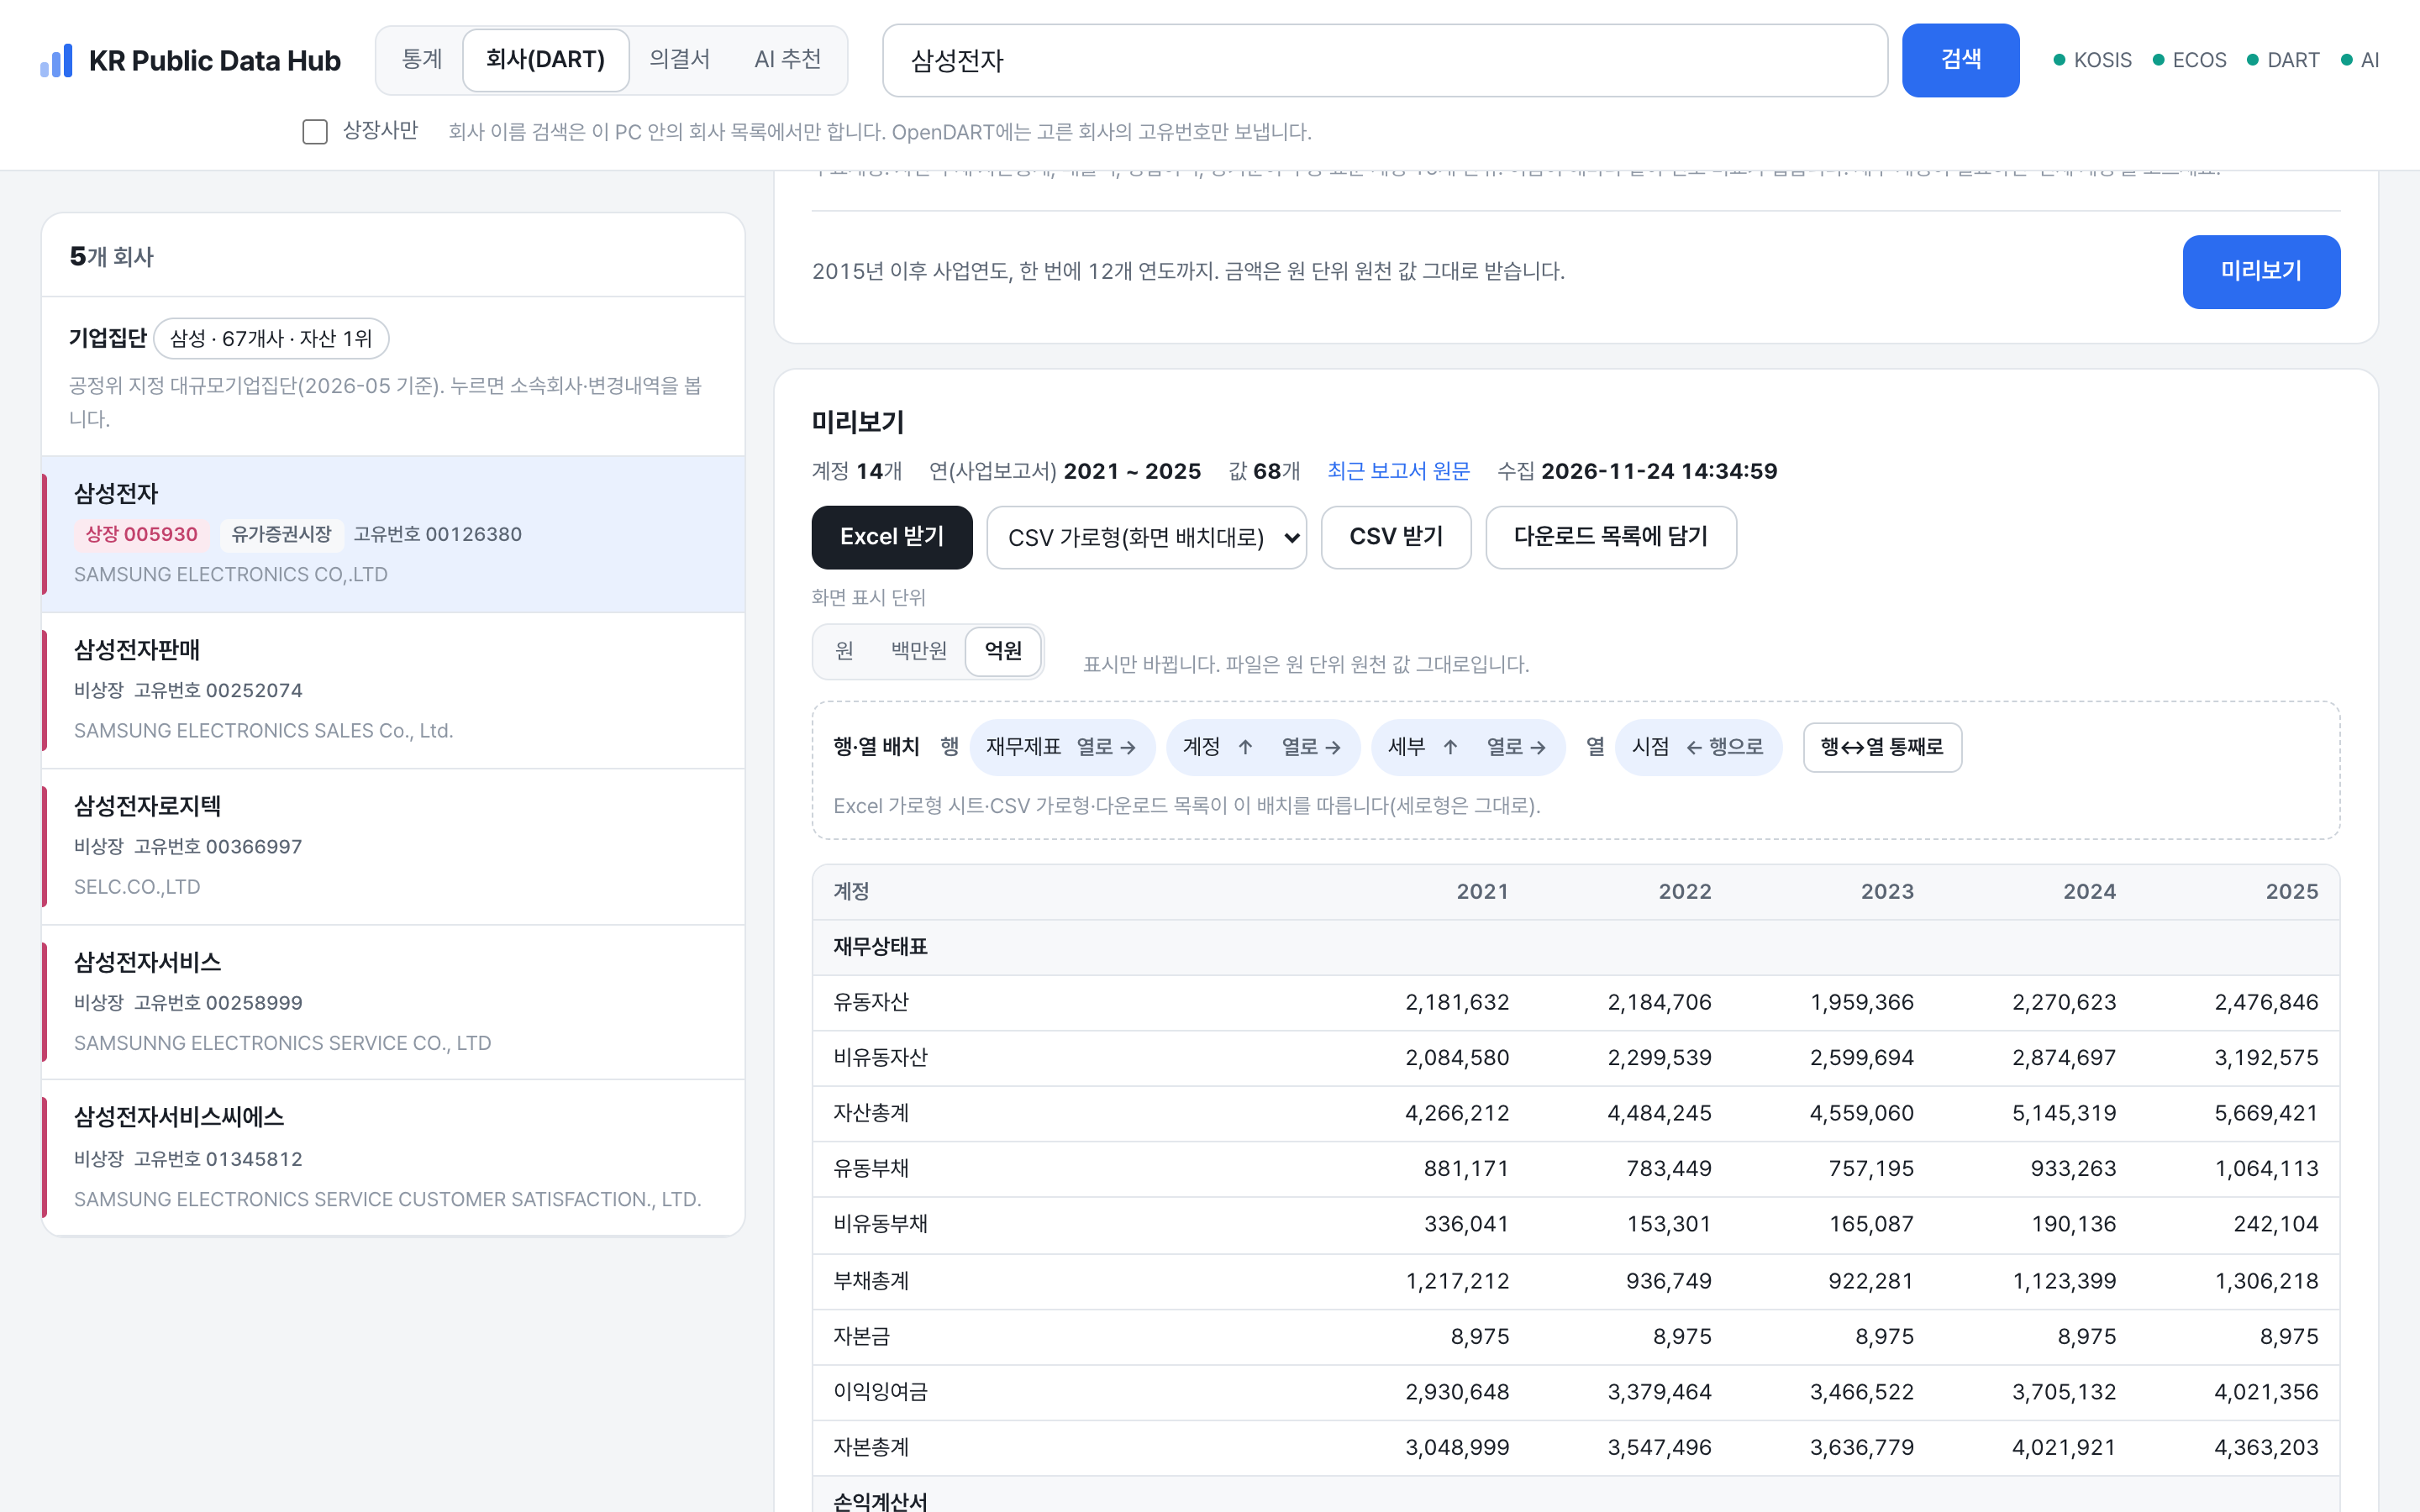 KR Public Data Hub
통계 회사(DART) 의결서 AI 추천
삼성전자
검색
KOSIS ECOS DART AI
상장사만 회사 이름 검색은 이 PC 안의 회사 목록에서만 합니다. OpenDART에는 고른 회사의 고유번호만 보냅니다.
5개 회사
기업집단 삼성 · 67개사 · 자산 1위
공정위 지정 대규모기업집단(2026-05 기준). 누르면 소속회사·변경내역을 봅
니다.
삼성전자
상장 005930 유가증권시장 고유번호 00126380
SAMSUNG ELECTRONICS CO,.LTD
삼성전자판매
비상장 고유번호 00252074
SAMSUNG ELECTRONICS SALES Co., Ltd.
삼성전자로지텍
비상장 고유번호 00366997
SELC.CO.,LTD
삼성전자서비스
비상장 고유번호 00258999
SAMSUNNG ELECTRONICS SERVICE CO., LTD
삼성전자서비스씨에스
비상장 고유번호 01345812
SAMSUNG ELECTRONICS SERVICE CUSTOMER SATISFACTION., LTD.
2015년 이후 사업연도, 한 번에 12개 연도까지. 금액은 원 단위 원천 값 그대로 받습니다.
미리보기
미리보기
계정 14개 연(사업보고서) 2021 ~ 2025 값 68개 최근 보고서 원문 수집 2026-11-24 14:34:59
Excel 받기 CSV 가로형(화면 배치대로) CSV 받기 다운로드 목록에 담기
화면 표시 단위
원 백만원 억원 표시만 바뀝니다. 파일은 원 단위 원천 값 그대로입니다.
행·열 배치 행 재무제표 열로 → 계정 ↑ 열로 → 세부 ↑ 열로 → 열 시점 ← 행으로 행↔열 통째로
Excel 가로형 시트·CSV 가로형·다운로드 목록이 이 배치를 따릅니다(세로형은 그대로).
계정 2021 2022 2023 2024 2025
재무상태표
유동자산 2,181,632 2,184,706 1,959,366 2,270,623 2,476,846
비유동자산 2,084,580 2,299,539 2,599,694 2,874,697 3,192,575
자산총계 4,266,212 4,484,245 4,559,060 5,145,319 5,669,421
유동부채 881,171 783,449 757,195 933,263 1,064,113
비유동부채 336,041 153,301 165,087 190,136 242,104
부채총계 1,217,212 936,749 922,281 1,123,399 1,306,218
자본금 8,975 8,975 8,975 8,975 8,975
이익잉여금 2,930,648 3,379,464 3,466,522 3,705,132 4,021,356
자본총계 3,048,999 3,547,496 3,636,779 4,021,921 4,363,203
손익계산서